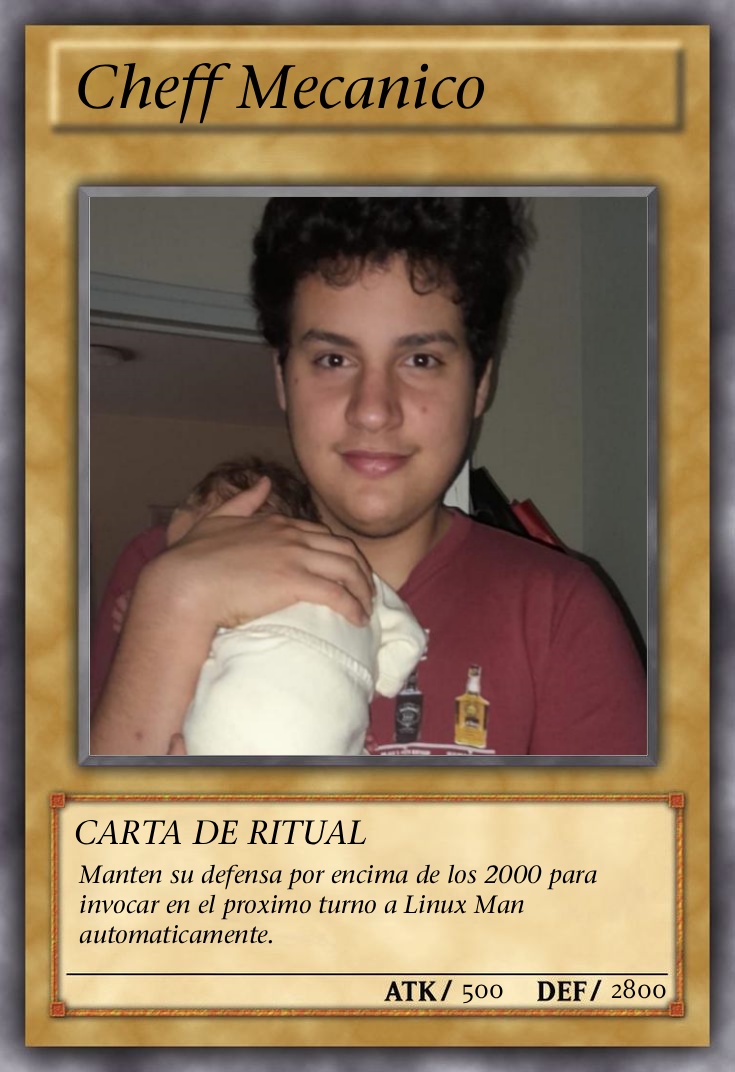 Cheff Mecanico
CARTA DE RITUAL
Manten su defensa por encima de los 2000 para
invocar en el proximo turno a Linux Man
automaticamente.
ATK/ 500 DEF/ 2800